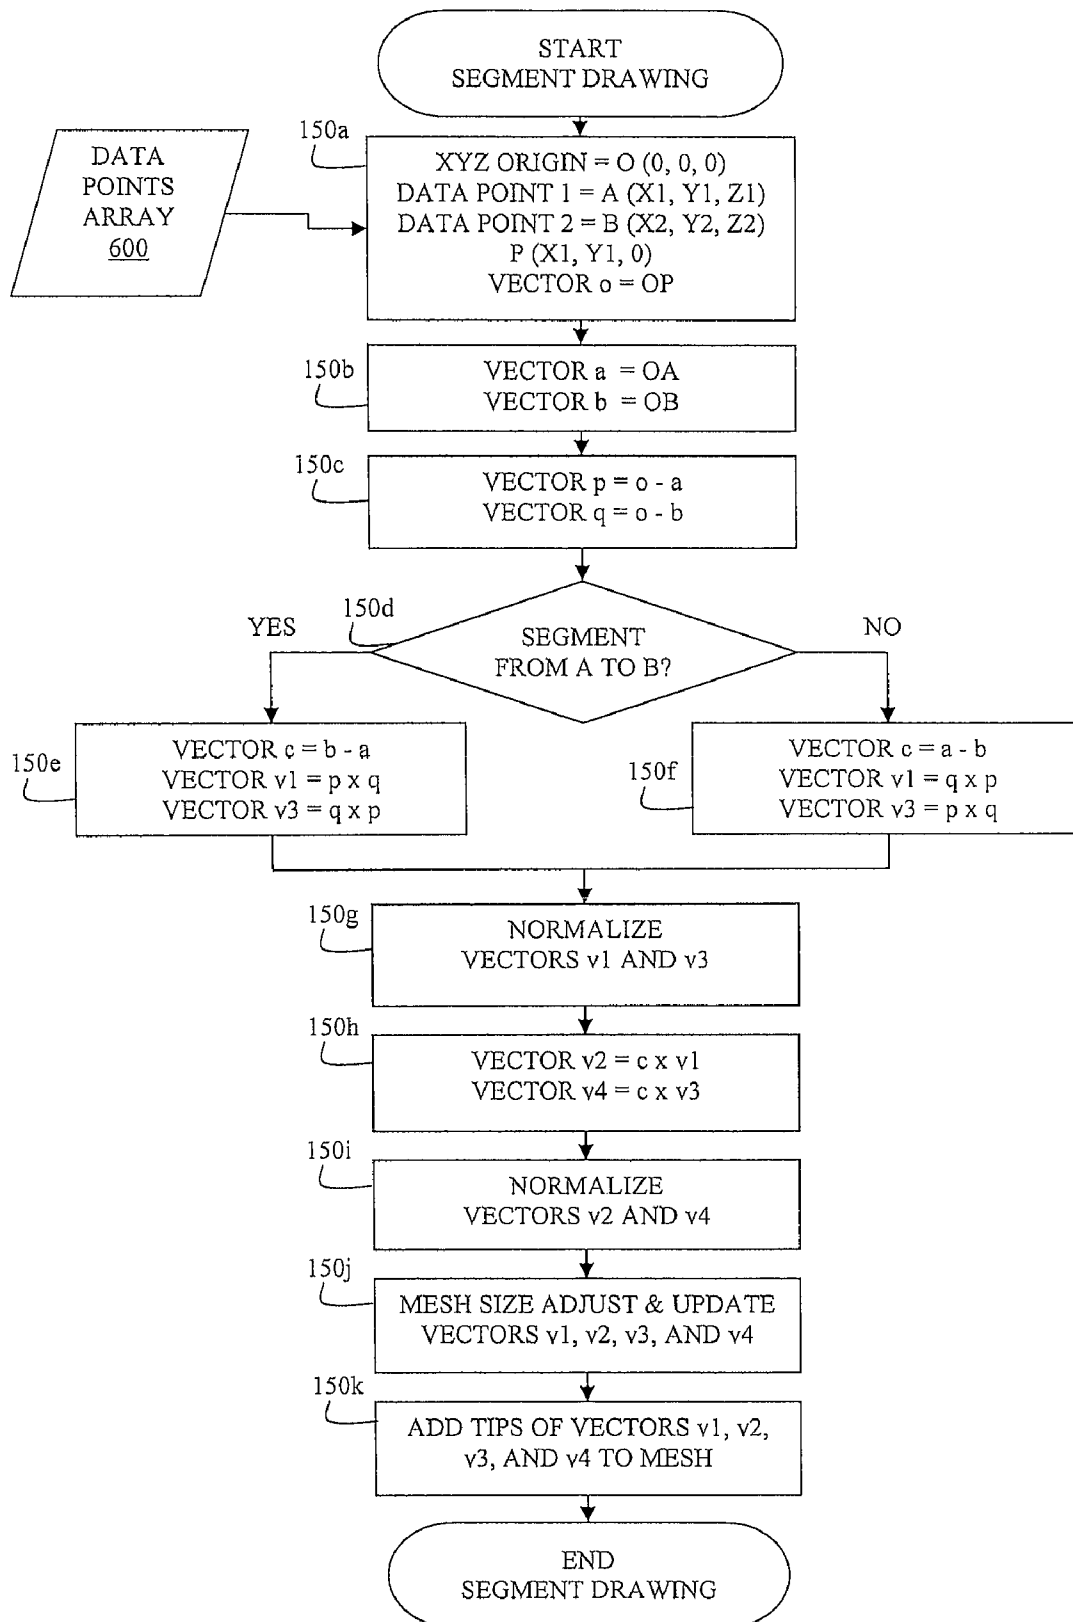 START
SEGMENT DRAWING
150a
DATA
POINTS
ARRAY
600
XYZ ORIGIN = O (0, 0, 0)
DATA POINT 1 = A (X1, Y1, Z1)
DATA POINT 2 = B (X2, Y2, Z2)
P (X1, Y1, 0)
VECTOR o = OP
150b
VECTOR a = OA
VECTOR b = OB
150c
VECTOR p = o - a
VECTOR q = o - b
150d
YES
SEGMENT
FROM A TO B?
NO
150e
VECTOR c = b - a
VECTOR v1 = p x q
VECTOR v3 = q x p
150f
VECTOR c = a - b
VECTOR v1 = q x p
VECTOR v3 = p x q
150g
NORMALIZE
VECTORS v1 AND v3
150h
VECTOR v2 = c x v1
VECTOR v4 = c x v3
150i
NORMALIZE
VECTORS v2 AND v4
150j
MESH SIZE ADJUST & UPDATE
VECTORS v1, v2, v3, AND v4
150k
ADD TIPS OF VECTORS v1, v2,
v3, AND v4 TO MESH
END
SEGMENT DRAWING